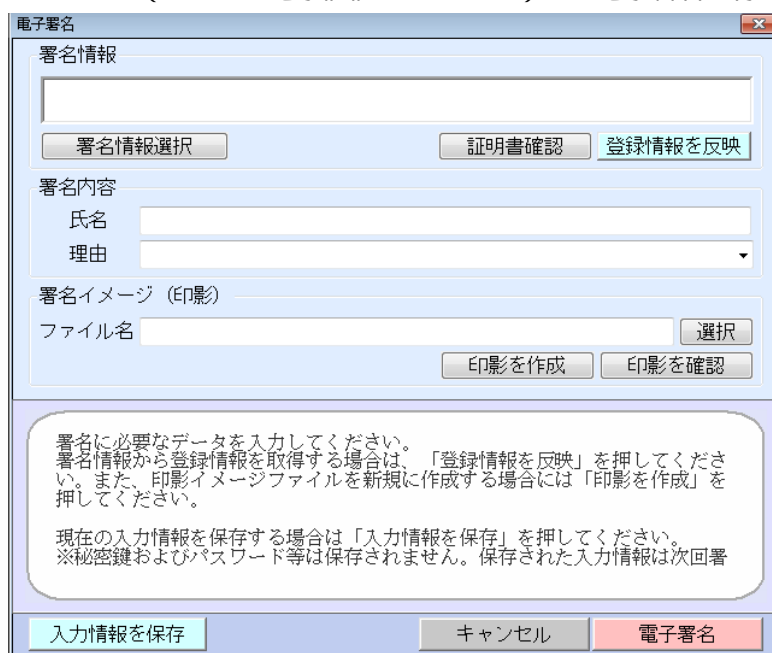 電子署名
署名情報
署名情報選択 証明書確認 登録情報を反映
署名内容
氏名
理由
署名イメージ（印影）
ファイル名 選択
印影を作成 印影を確認
署名に必要なデータを入力してください。
署名情報から登録情報を取得する場合は、「登録情報を反映」を押してくださ
い。また、印影イメージファイルを新規に作成する場合には「印影を作成」を
押してください。
現在の入力情報を保存する場合は「入力情報を保存」を押してください。
※秘密鍵およびパスワード等は保存されません。保存された入力情報は次回署
入力情報を保存 キャンセル 電子署名